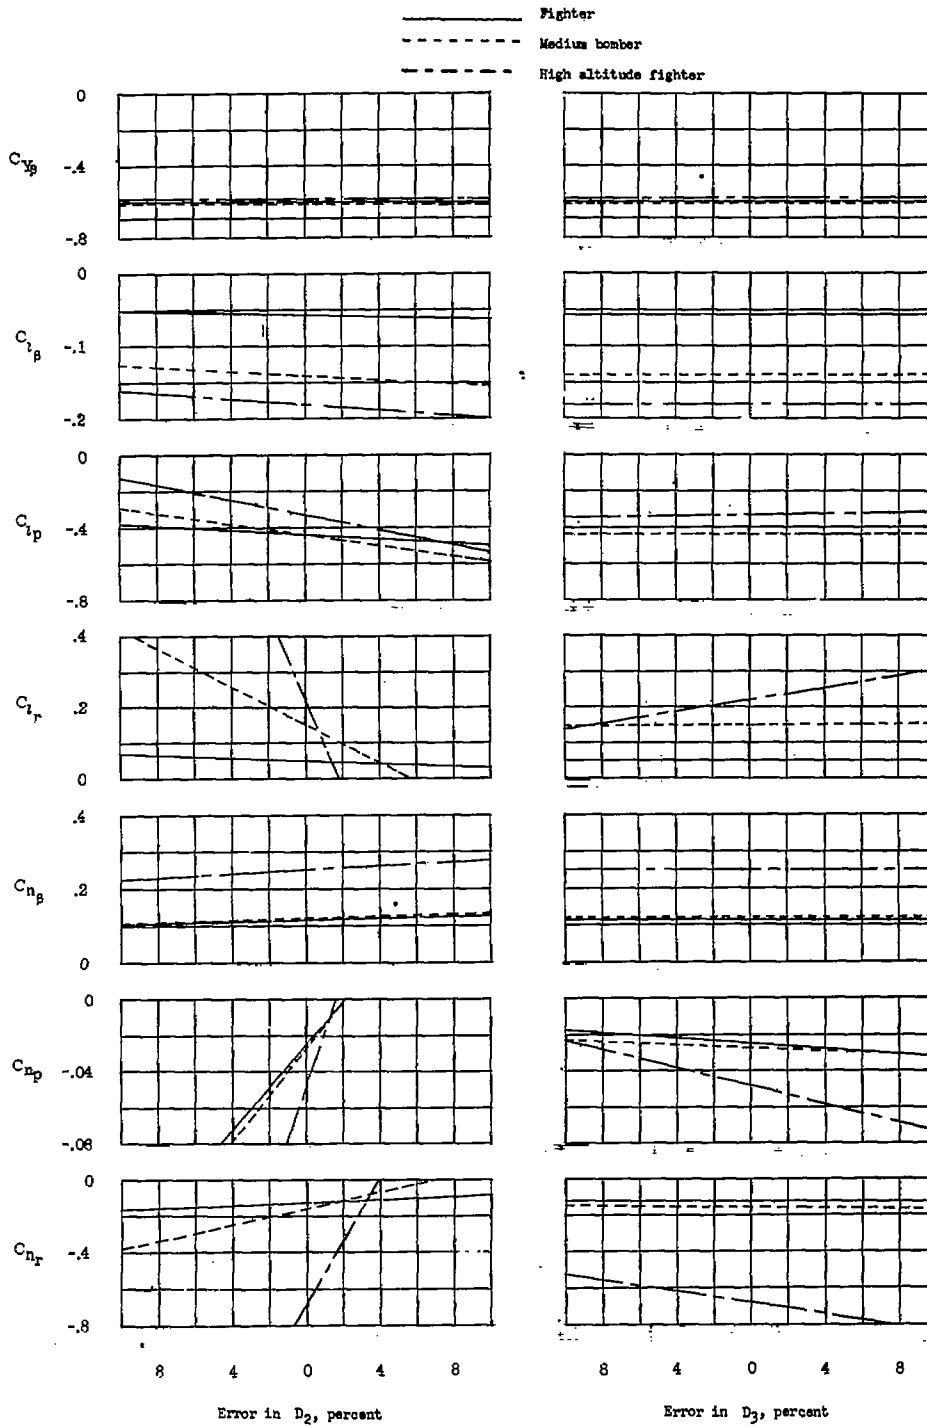 Fighter
Medium bomber
High altitude fighter
0
C_Yβ -.4
-.8
0
C_lβ -.1
-.2
0
C_lp -.4
-.8
.4
C_lr .2
0
.4
C_nβ .2
0
0
C_np -.04
-.08
0
C_nr -.4
-.8
8 4 0 4 8
8 4 0 4 8
Error in D₂, percent
Error in D₃, percent